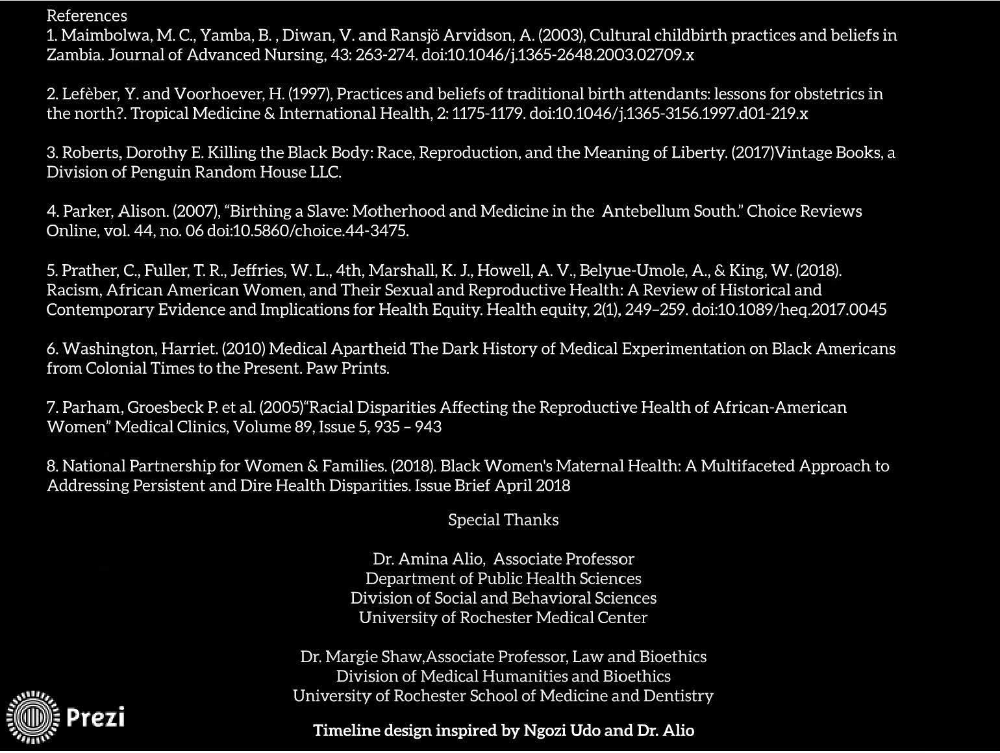 References
1. Maimbolwa, M. C., Yamba, B. , Diwan, V. and Ransjö Arvidson, A. (2003), Cultural childbirth practices and beliefs in
Zambia. Journal of Advanced Nursing, 43: 263-274. doi:10.1046/j.1365-2648.2003.02709.x
2. Lefèber, Y. and Voorhoever, H. (1997), Practices and beliefs of traditional birth attendants: lessons for obstetrics in
the north?. Tropical Medicine & International Health, 2: 1175-1179. doi:10.1046/j.1365-3156.1997.d01-219.x
3. Roberts, Dorothy E. Killing the Black Body: Race, Reproduction, and the Meaning of Liberty. (2017)Vintage Books, a
Division of Penguin Random House LLC.
4. Parker, Alison. (2007), “Birthing a Slave: Motherhood and Medicine in the  Antebellum South.” Choice Reviews
Online, vol. 44, no. 06 doi:10.5860/choice.44-3475.
5. Prather, C., Fuller, T. R., Jeffries, W. L., 4th, Marshall, K. J., Howell, A. V., Belyue-Umole, A., & King, W. (2018).
Racism, African American Women, and Their Sexual and Reproductive Health: A Review of Historical and
Contemporary Evidence and Implications for Health Equity. Health equity, 2(1), 249–259. doi:10.1089/heq.2017.0045
6. Washington, Harriet. (2010) Medical Apartheid The Dark History of Medical Experimentation on Black Americans
from Colonial Times to the Present. Paw Prints.
7. Parham, Groesbeck P. et al. (2005)“Racial Disparities Affecting the Reproductive Health of African-American
Women” Medical Clinics, Volume 89, Issue 5, 935 – 943
8. National Partnership for Women & Families. (2018). Black Women's Maternal Health: A Multifaceted Approach to
Addressing Persistent and Dire Health Disparities. Issue Brief April 2018
Special Thanks
Dr. Amina Alio,  Associate Professor
Department of Public Health Sciences
Division of Social and Behavioral Sciences
University of Rochester Medical Center
Dr. Margie Shaw,Associate Professor, Law and Bioethics
Division of Medical Humanities and Bioethics
University of Rochester School of Medicine and Dentistry
Prezi
Timeline design inspired by Ngozi Udo and Dr. Alio